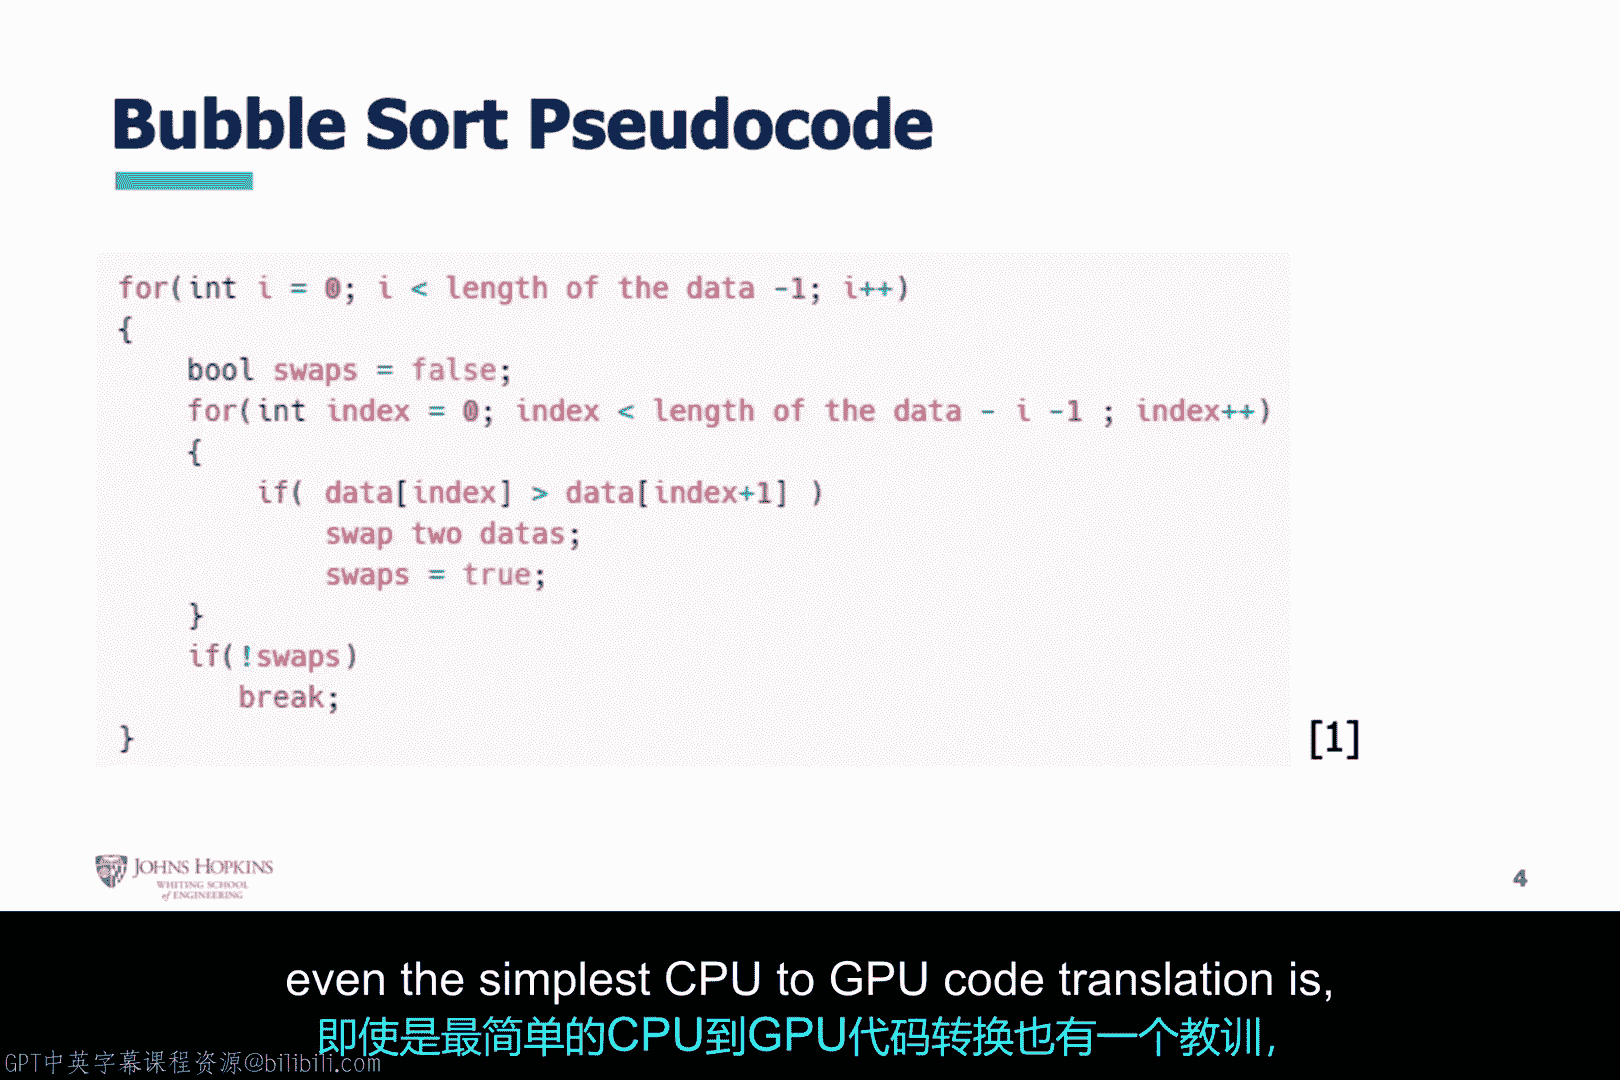 Bubble Sort Pseudocode
for(int i = 0; i < length of the data -1; i++)
{
bool swaps = false;
for(int index = 0; index < length of the data - i -1 ; index++)
{
if( data[index] > data[index+1] )
swap two datas;
swaps = true;
}
if(!swaps)
break;
}
[1]
JOHNS HOPKINS
WHITING SCHOOL
of ENGINEERING
4
even the simplest CPU to GPU code translation is,
即使是最简单的CPU到GPU代码转换也有一个教训，
GPT中英字幕课程资源@bilibili.com